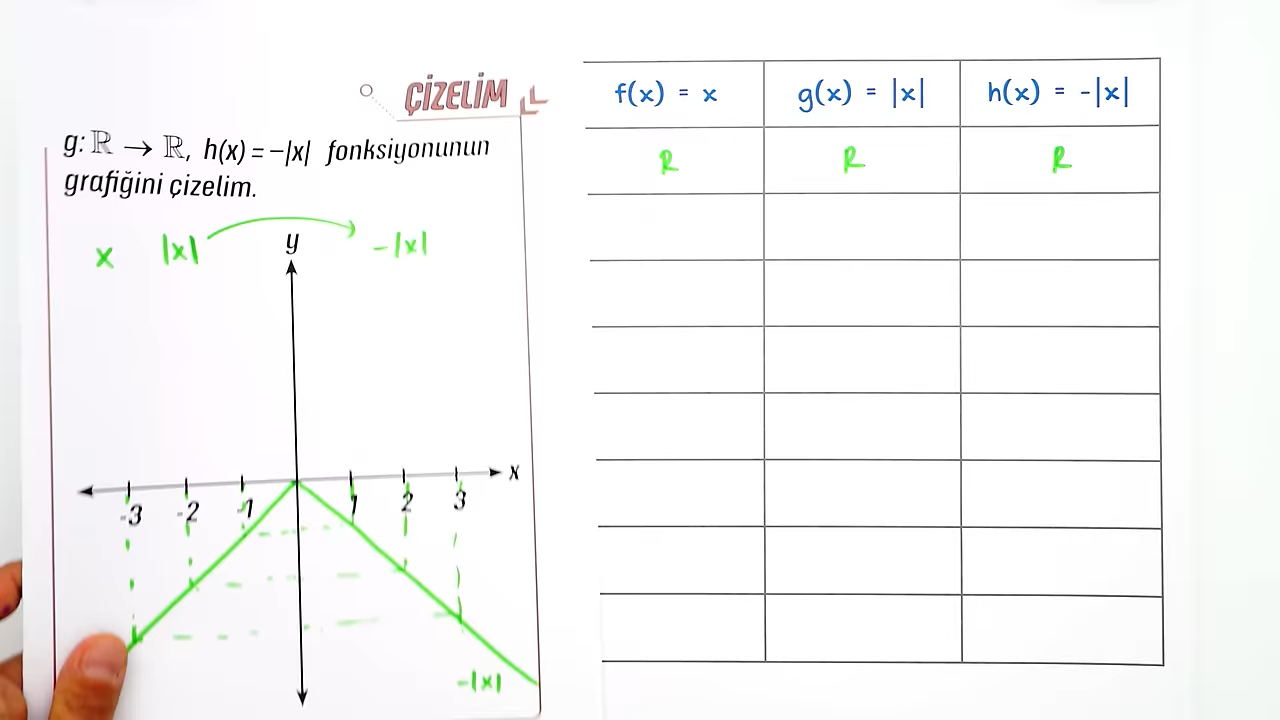 ÇİZELİM
g: ℝ → ℝ, h(x) = -|x| fonksiyonunun
grafiğini çizelim.
x |x| -|x|
y
x
-3 -2 -1 1 2 3
-|x|
f(x) = x g(x) = |x| h(x) = -|x|
R R R